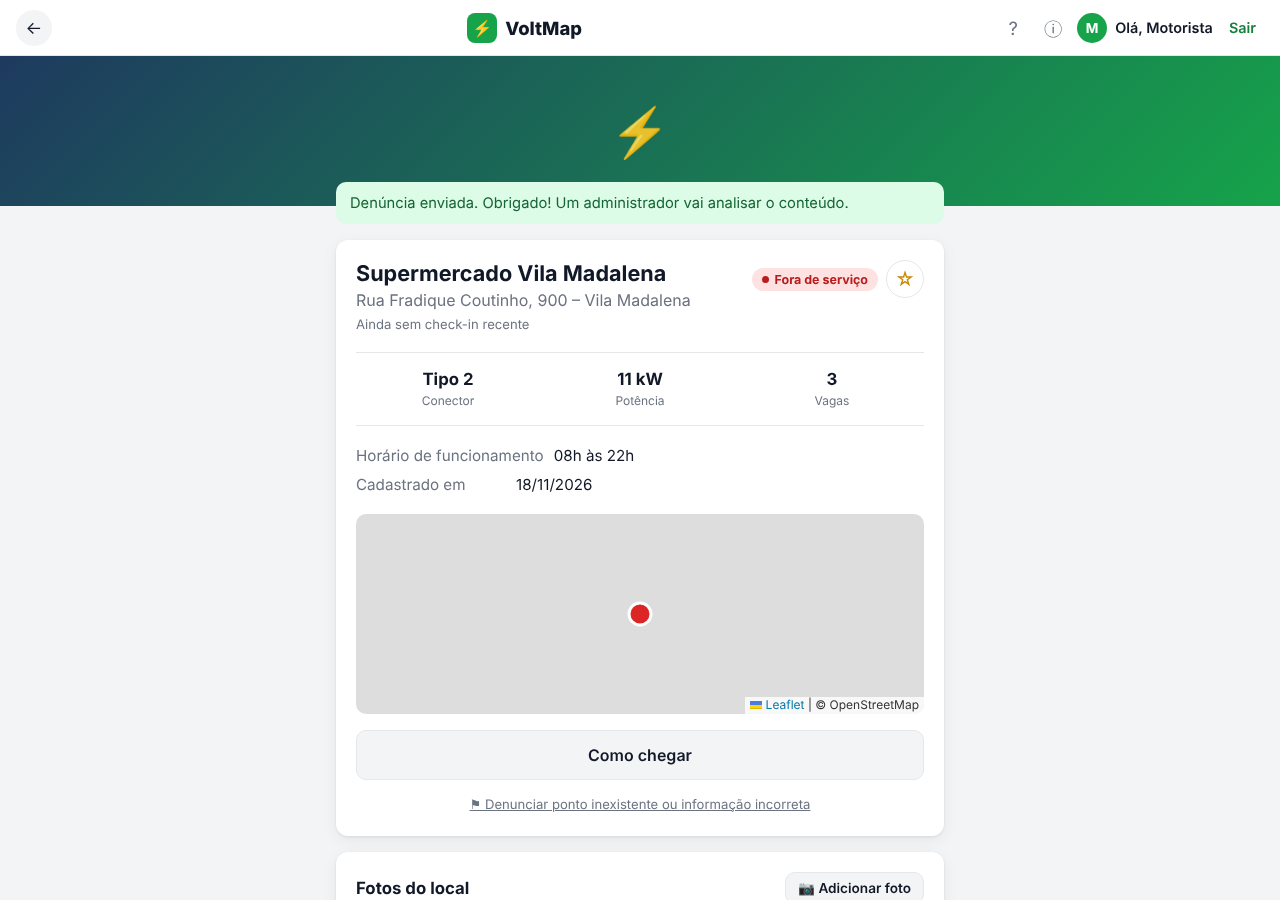 VoltMap
?
M
Olá, Motorista
Sair
Denúncia enviada. Obrigado! Um administrador vai analisar o conteúdo.
Supermercado Vila Madalena
Fora de serviço
Rua Fradique Coutinho, 900 – Vila Madalena
Ainda sem check-in recente
Tipo 2
Conector
11 kW
Potência
3
Vagas
Horário de funcionamento 08h às 22h
Cadastrado em 18/11/2026
Leaflet | © OpenStreetMap
Como chegar
⚑ Denunciar ponto inexistente ou informação incorreta
Fotos do local
Adicionar foto